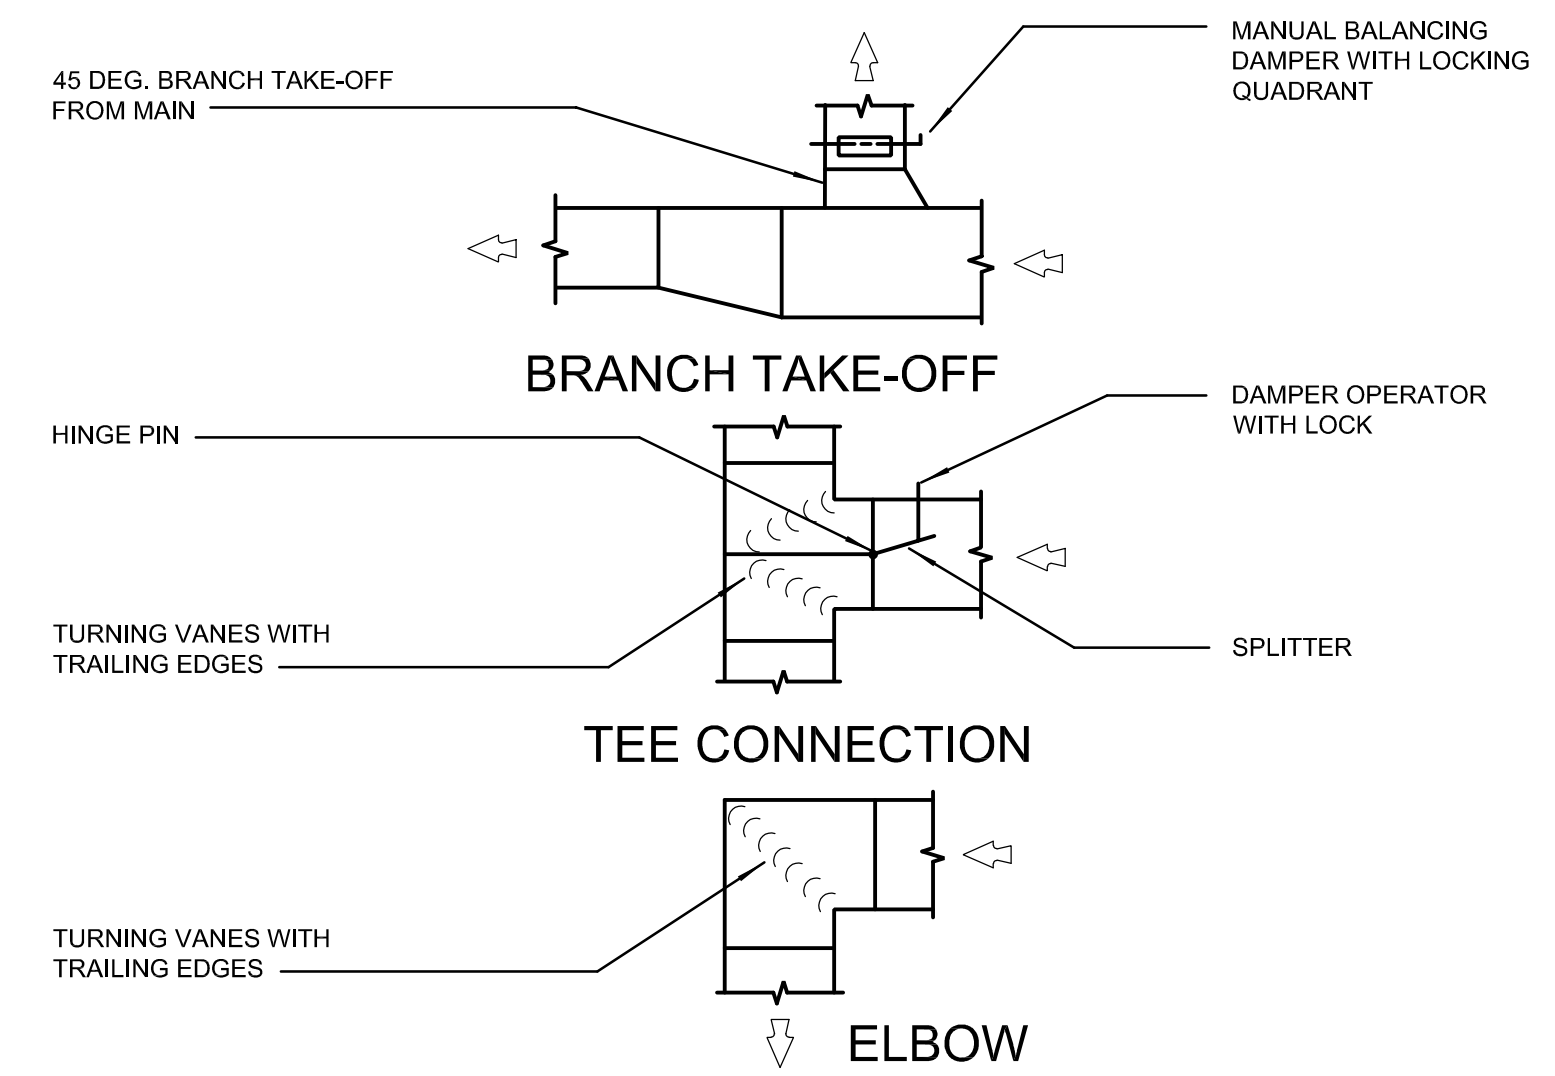 45 DEG. BRANCH TAKE-OFF
FROM MAIN
MANUAL BALANCING
DAMPER WITH LOCKING
QUADRANT
BRANCH TAKE-OFF
HINGE PIN
DAMPER OPERATOR
WITH LOCK
TURNING VANES WITH
TRAILING EDGES
SPLITTER
TEE CONNECTION
TURNING VANES WITH
TRAILING EDGES
ELBOW